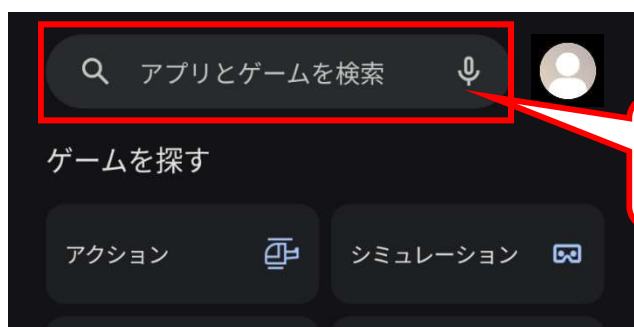 アプリとゲームを検索
ゲームを探す
アクション
シミュレーション